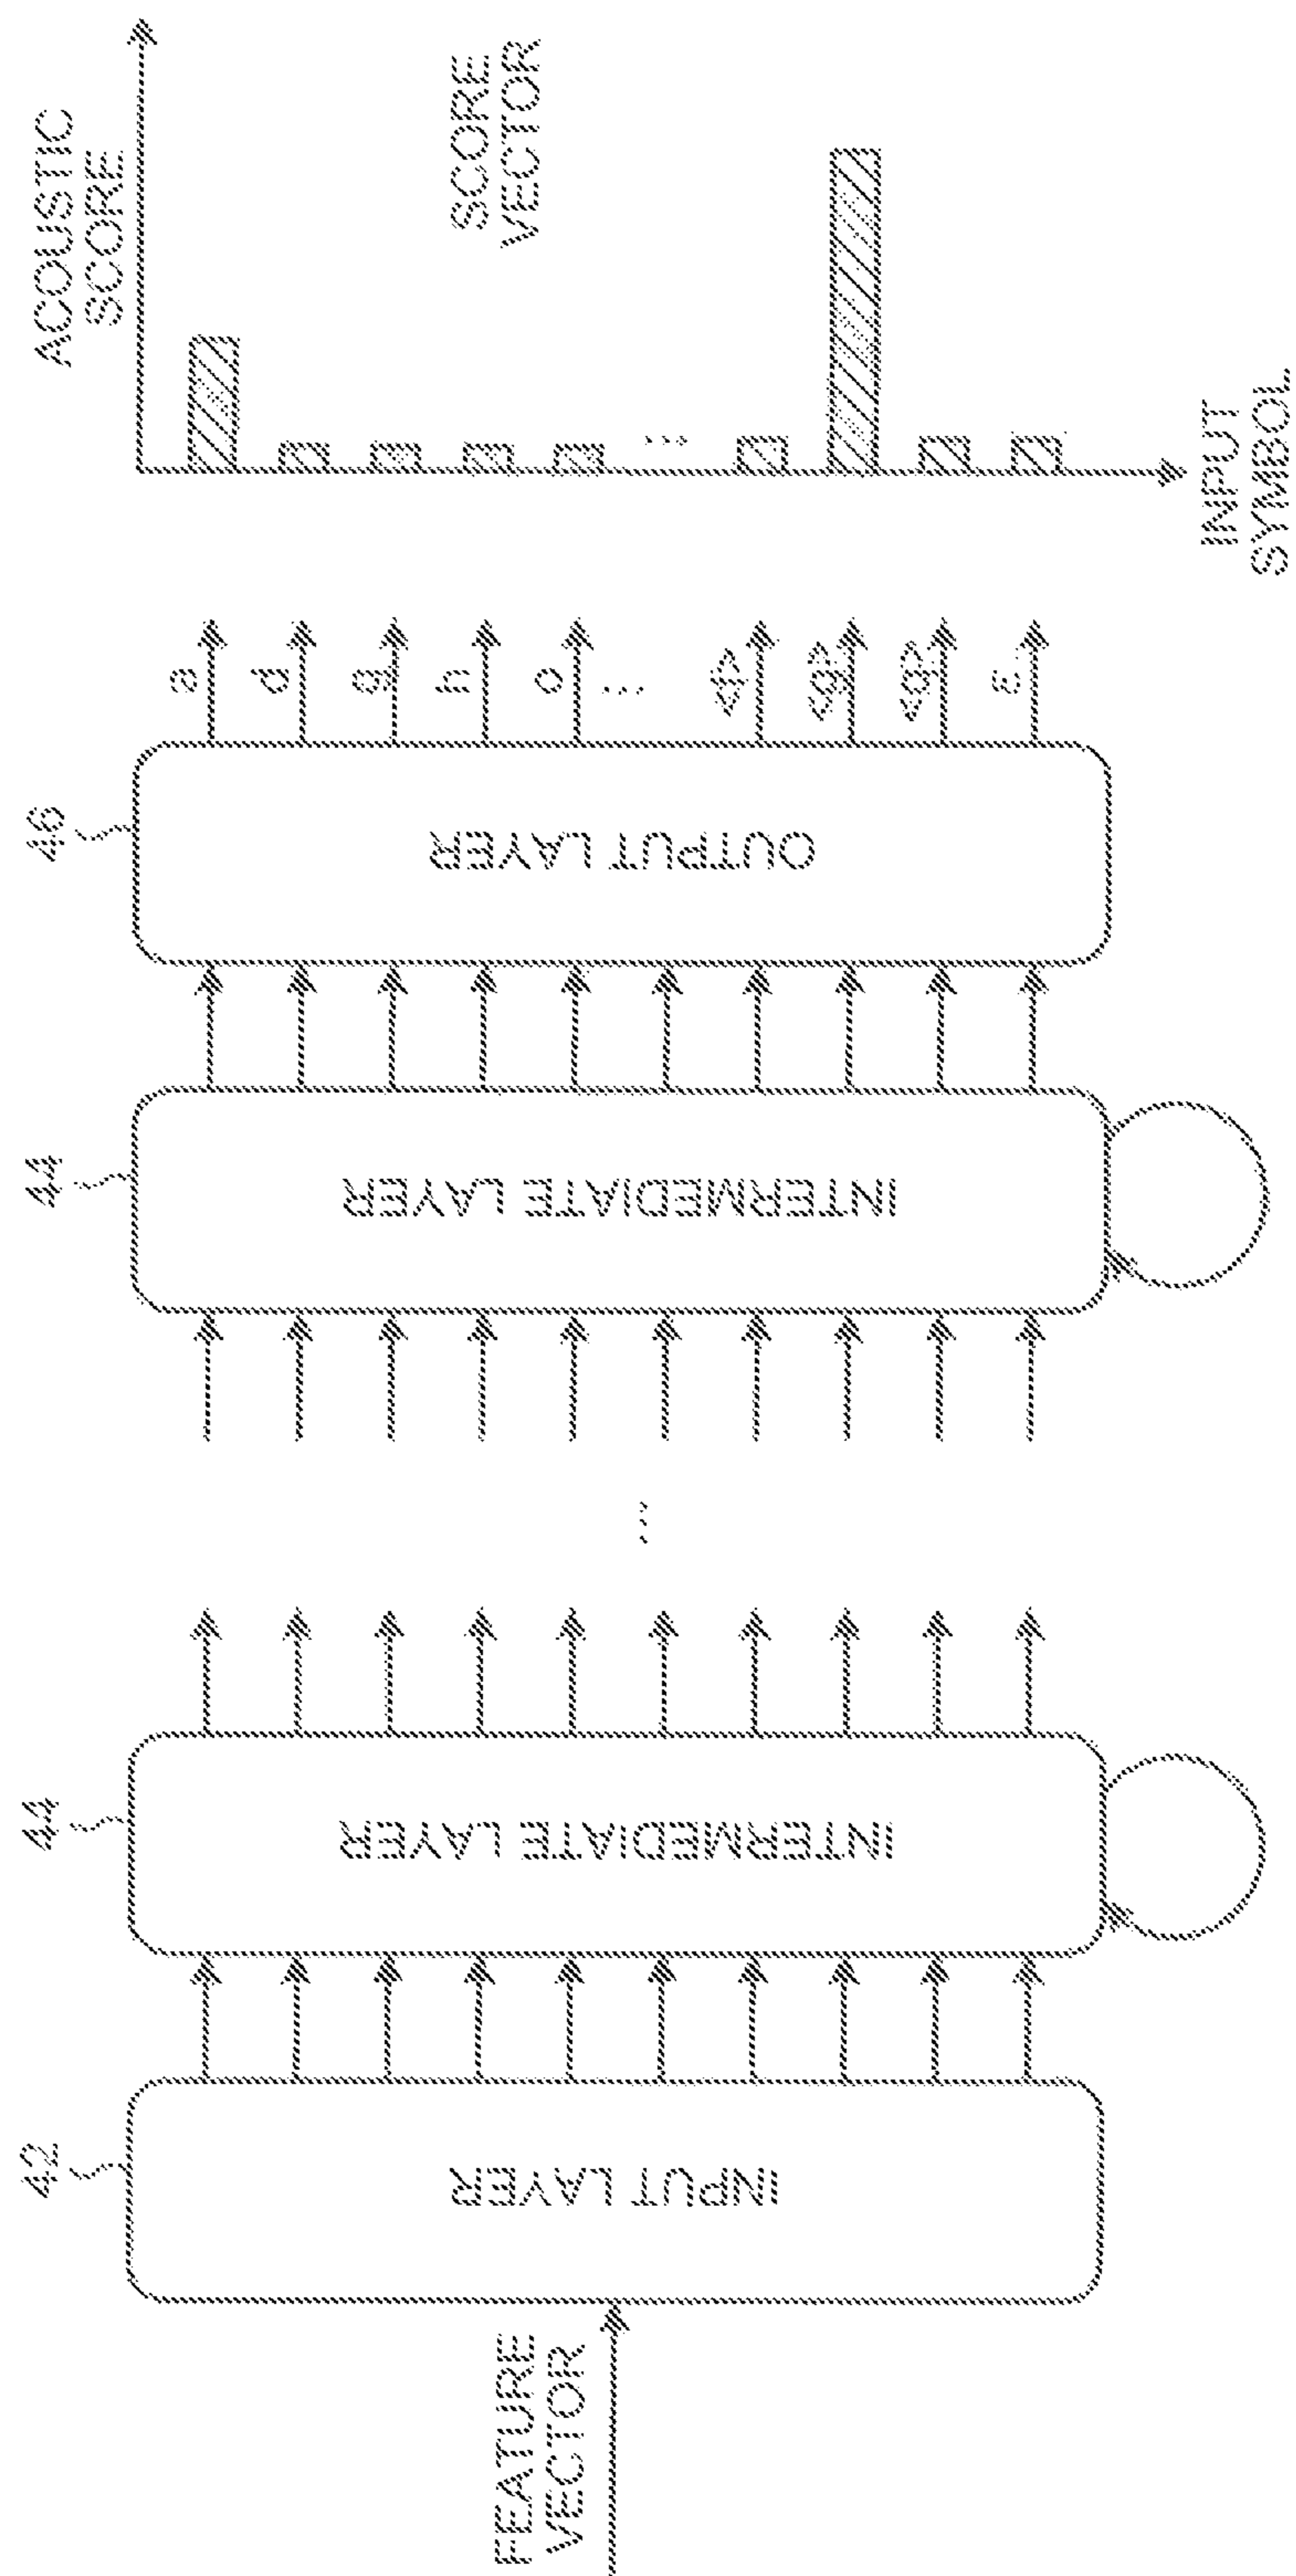 FEATURE
VECTOR
42
INPUT LAYER
44
INTERMEDIATE LAYER
...
44
INTERMEDIATE LAYER
46
OUTPUT LAYER
a
d
g
h
o
...
<f>
<g>
<q>
ε
ACOUSTIC
SCORE
SCORE
VECTOR
...
INPUT
SYMBOL